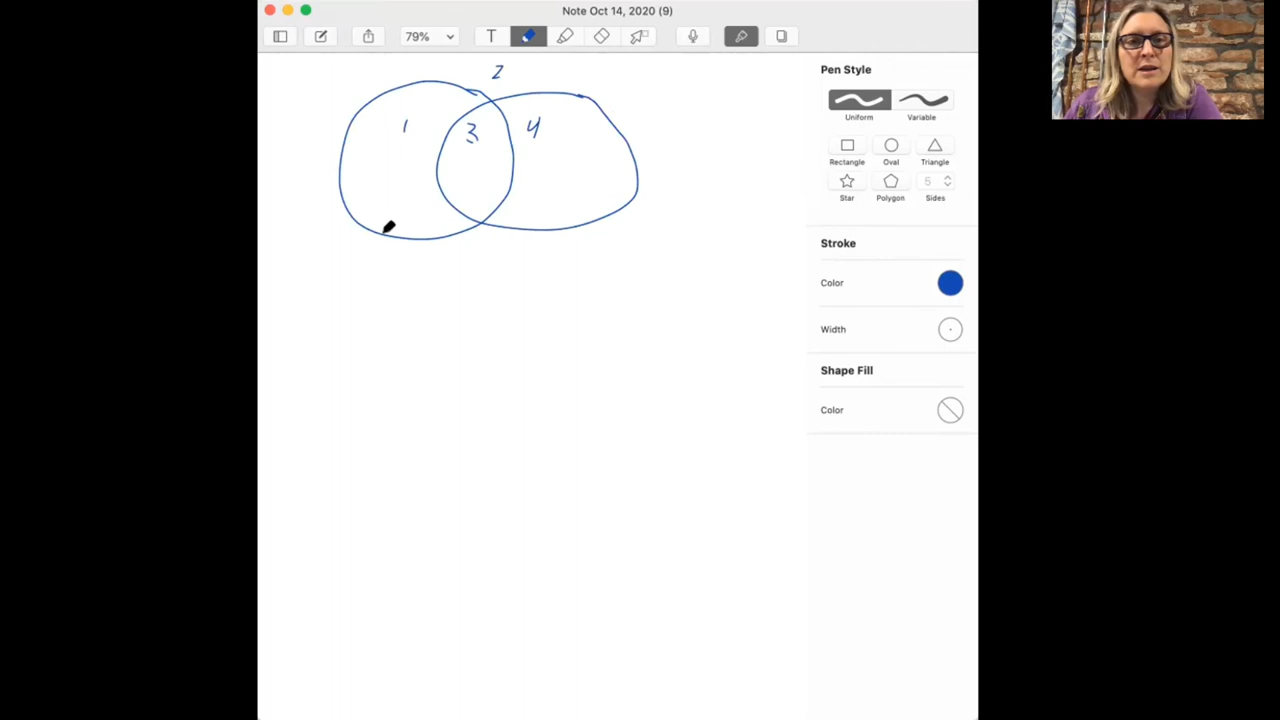 Note Oct 14, 2020 (9)
79%
T
2
1
3
4
Pen Style
Uniform
Variable
Rectangle
Oval
Triangle
5
Star
Polygon
Sides
Stroke
Color
Width
Shape Fill
Color